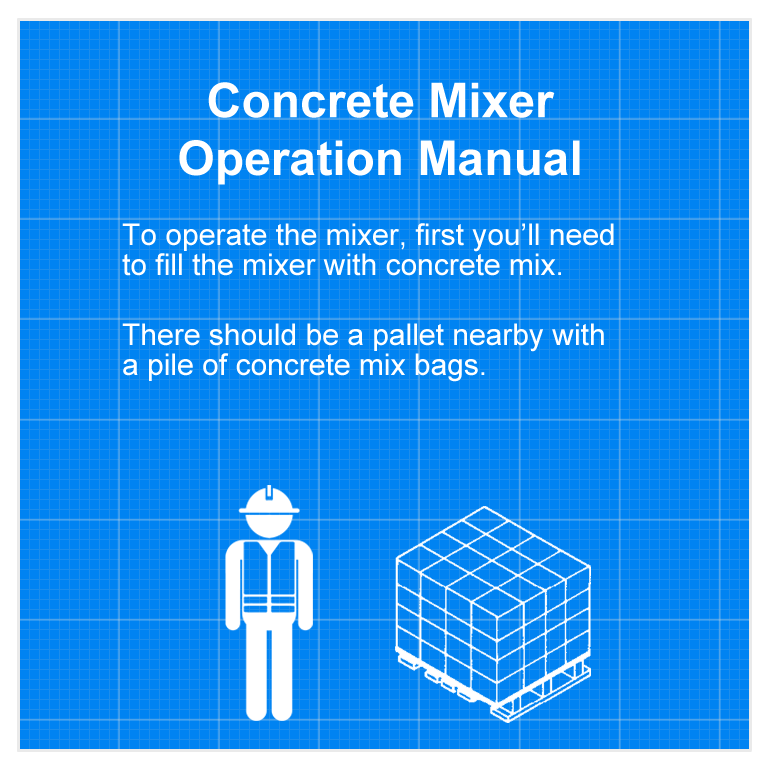 Concrete Mixer
Operation Manual
To operate the mixer, first you’ll need
to fill the mixer with concrete mix.
There should be a pallet nearby with
a pile of concrete mix bags.